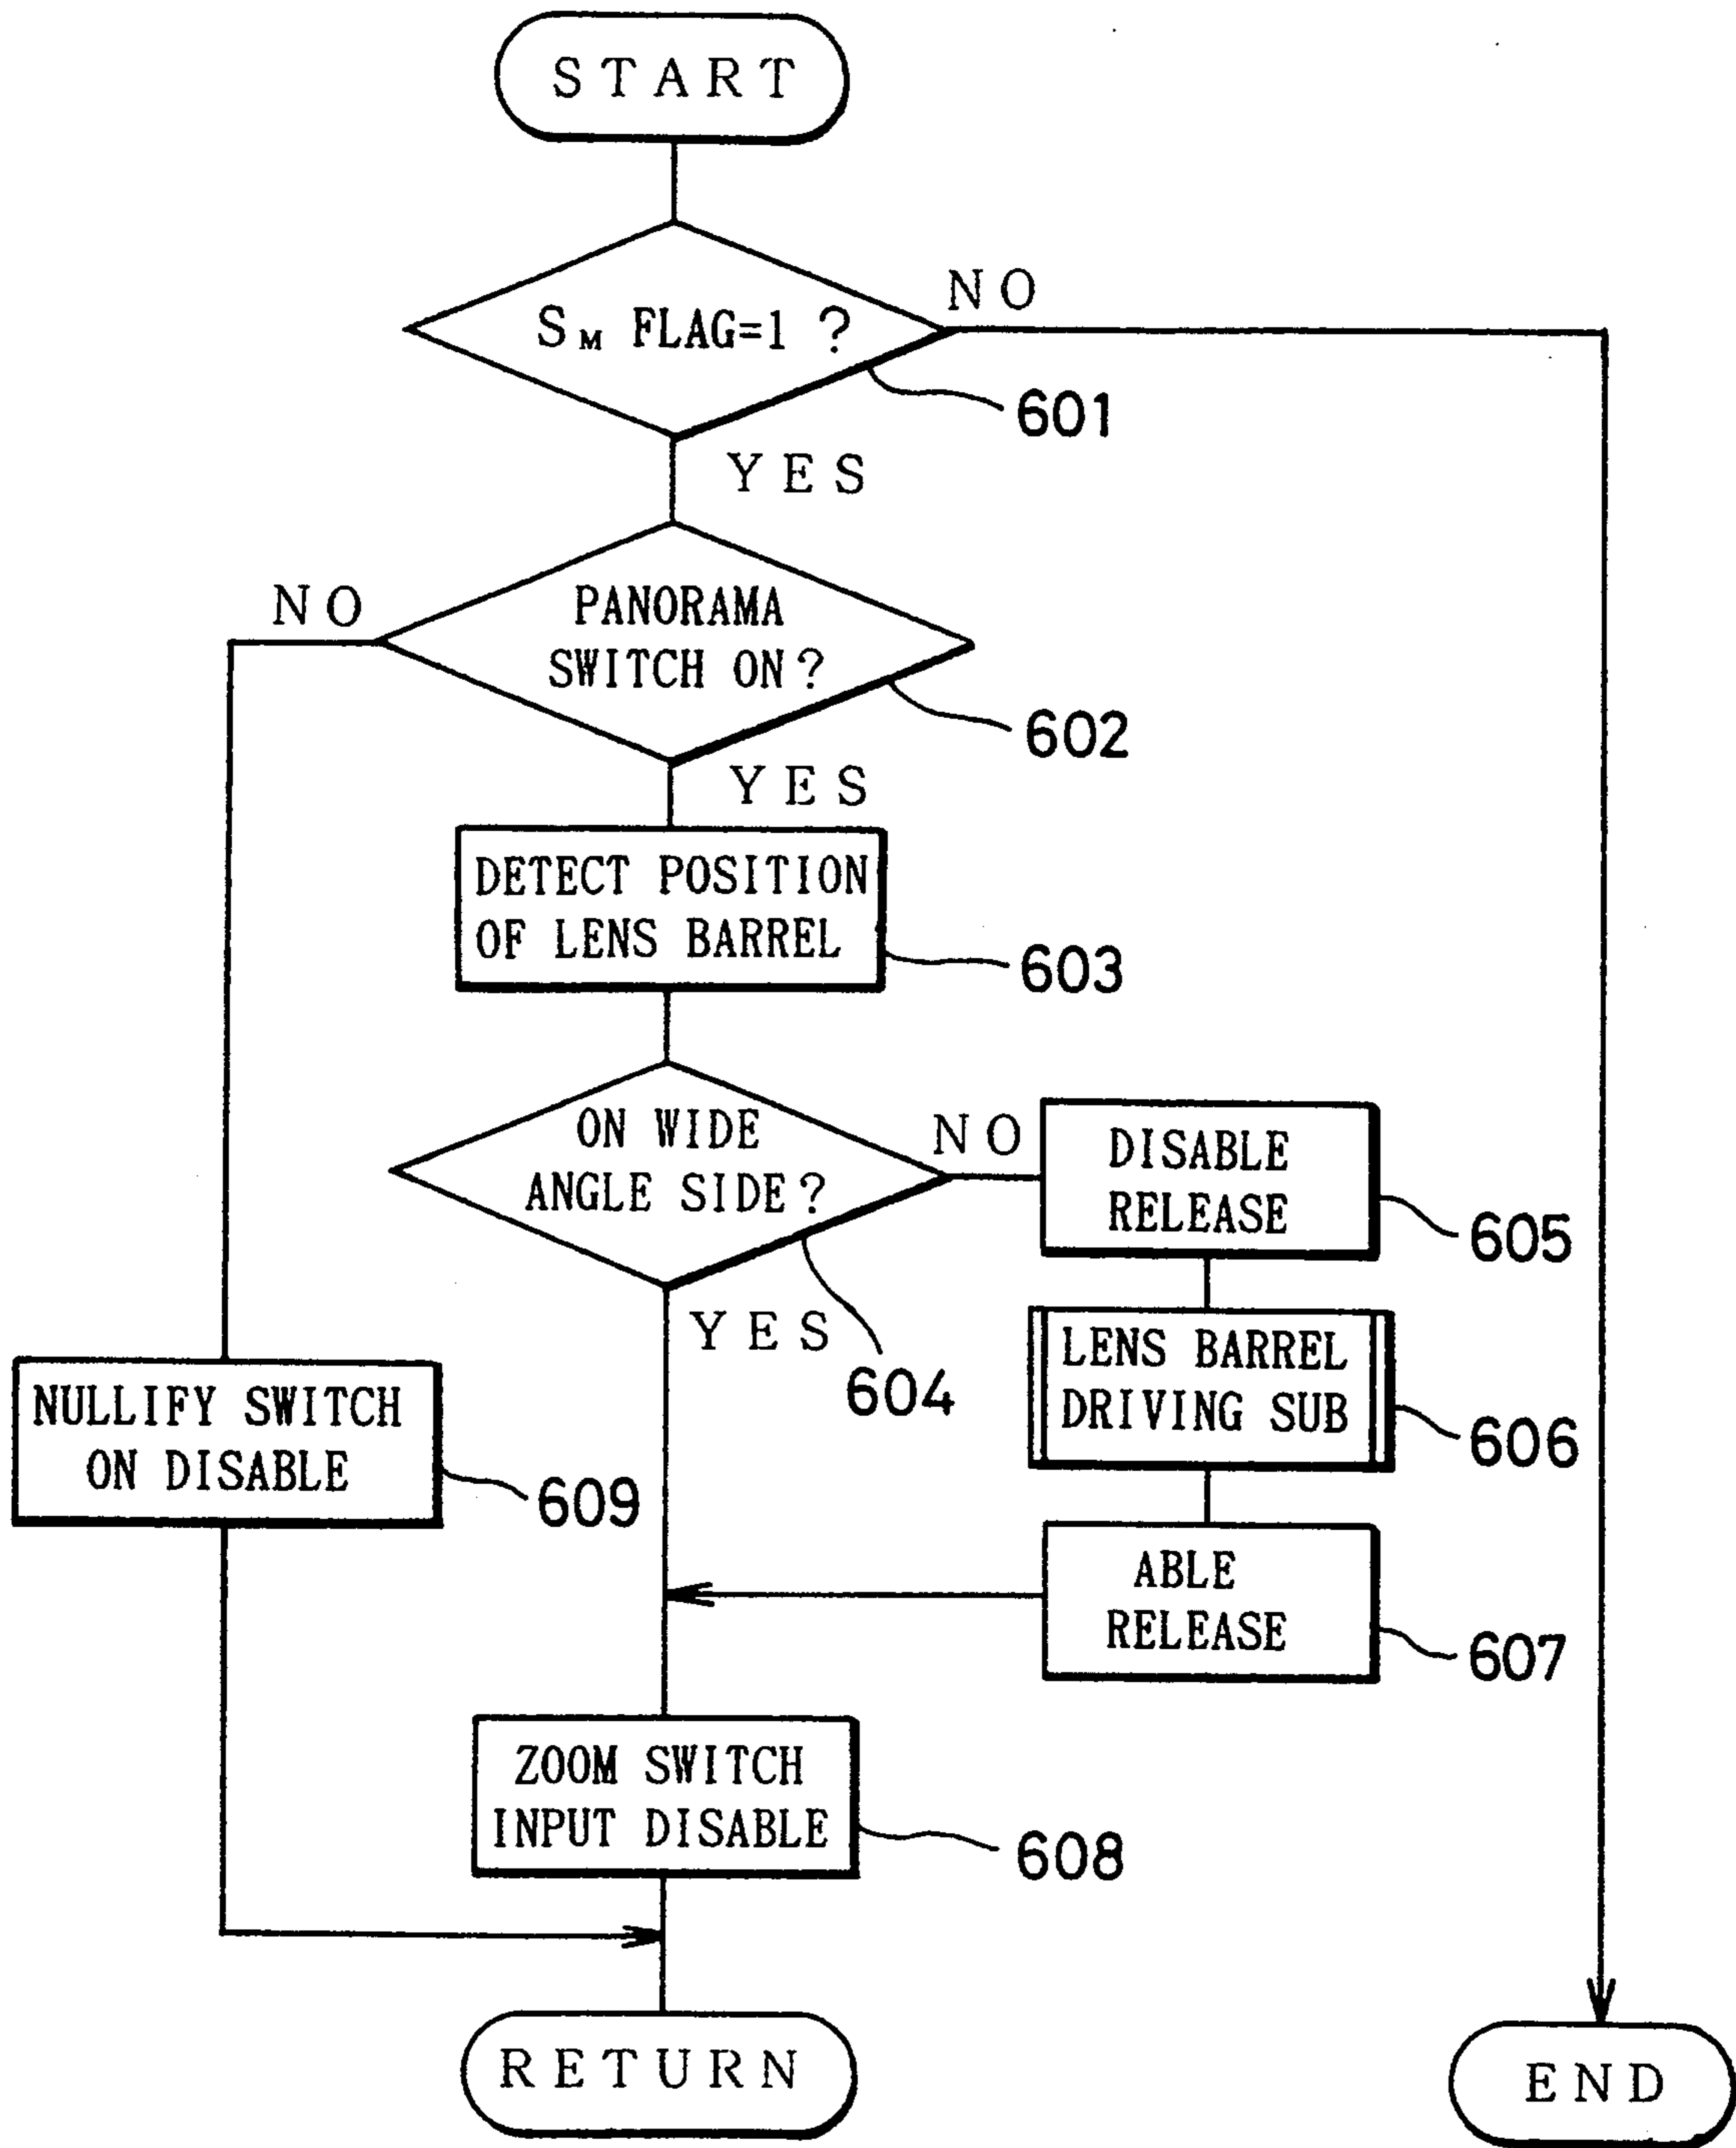 START
NO
SM FLAG=1 ?
601
YES
NO
PANORAMA
SWITCH ON?
602
YES
DETECT POSITION
OF LENS BARREL
603
ON WIDE
ANGLE SIDE?
NO
604
YES
DISABLE
RELEASE
605
LENS BARREL
DRIVING SUB
606
NULLIFY SWITCH
ON DISABLE
609
ABLE
RELEASE
607
ZOOM SWITCH
INPUT DISABLE
608
RETURN
END